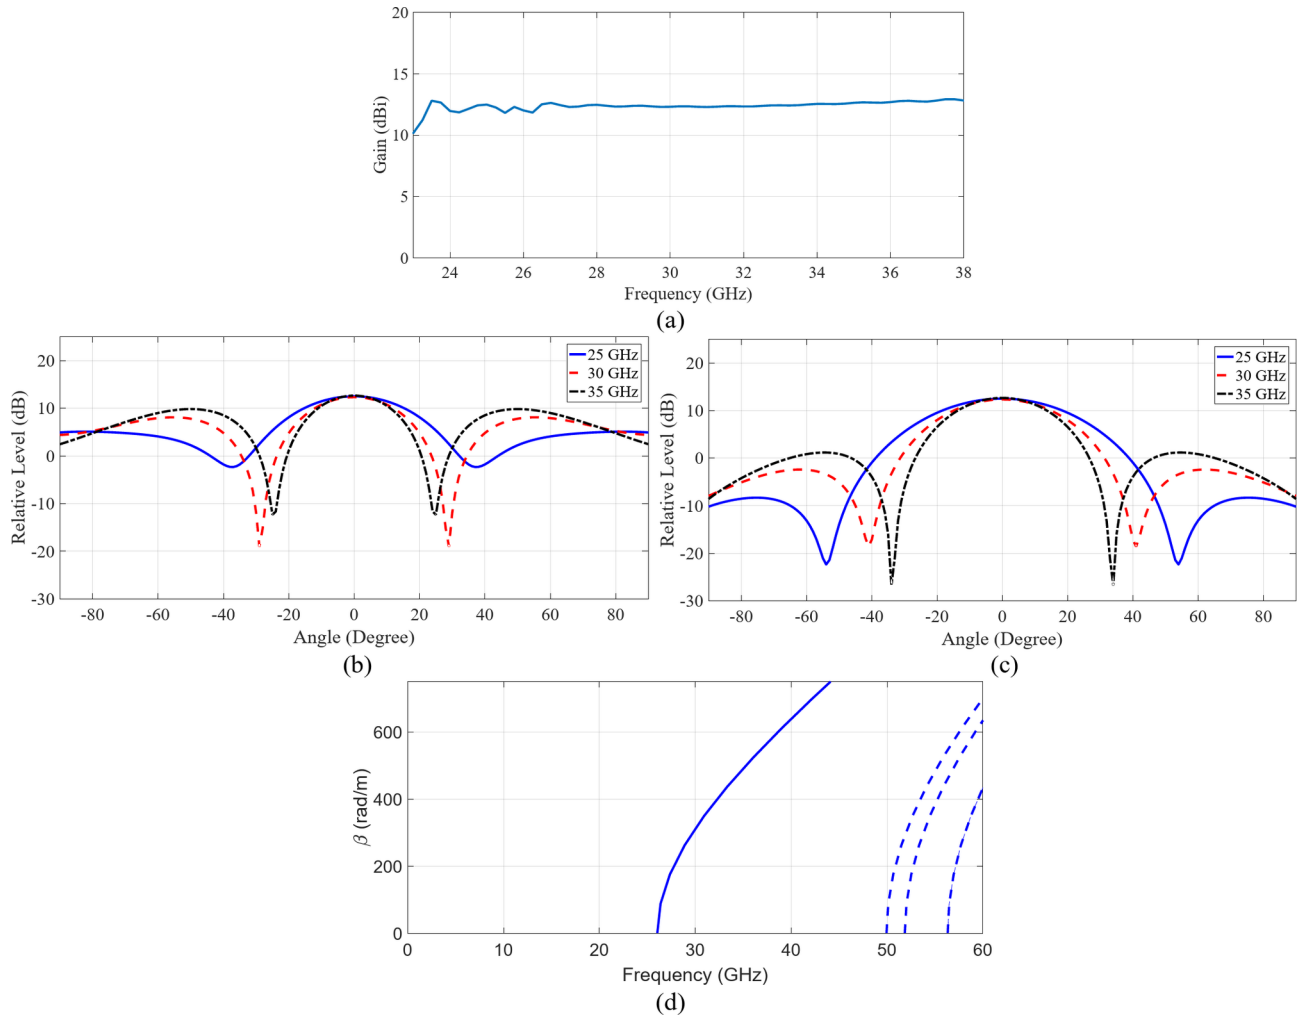 20
15
10
5
0
Gain (dBi)
24 26 28 30 32 34 36 38
Frequency (GHz)
(a)
20
10
0
-10
-20
-30
Relative Level (dB)
25 GHz
30 GHz
35 GHz
-80 -60 -40 -20 0 20 40 60 80
Angle (Degree)
(b)
20
10
0
-10
-20
-30
Relative Level (dB)
25 GHz
30 GHz
35 GHz
-80 -60 -40 -20 0 20 40 60 80
Angle (Degree)
(c)
600
400
200
0
β (rad/m)
0 10 20 30 40 50 60
Frequency (GHz)
(d)